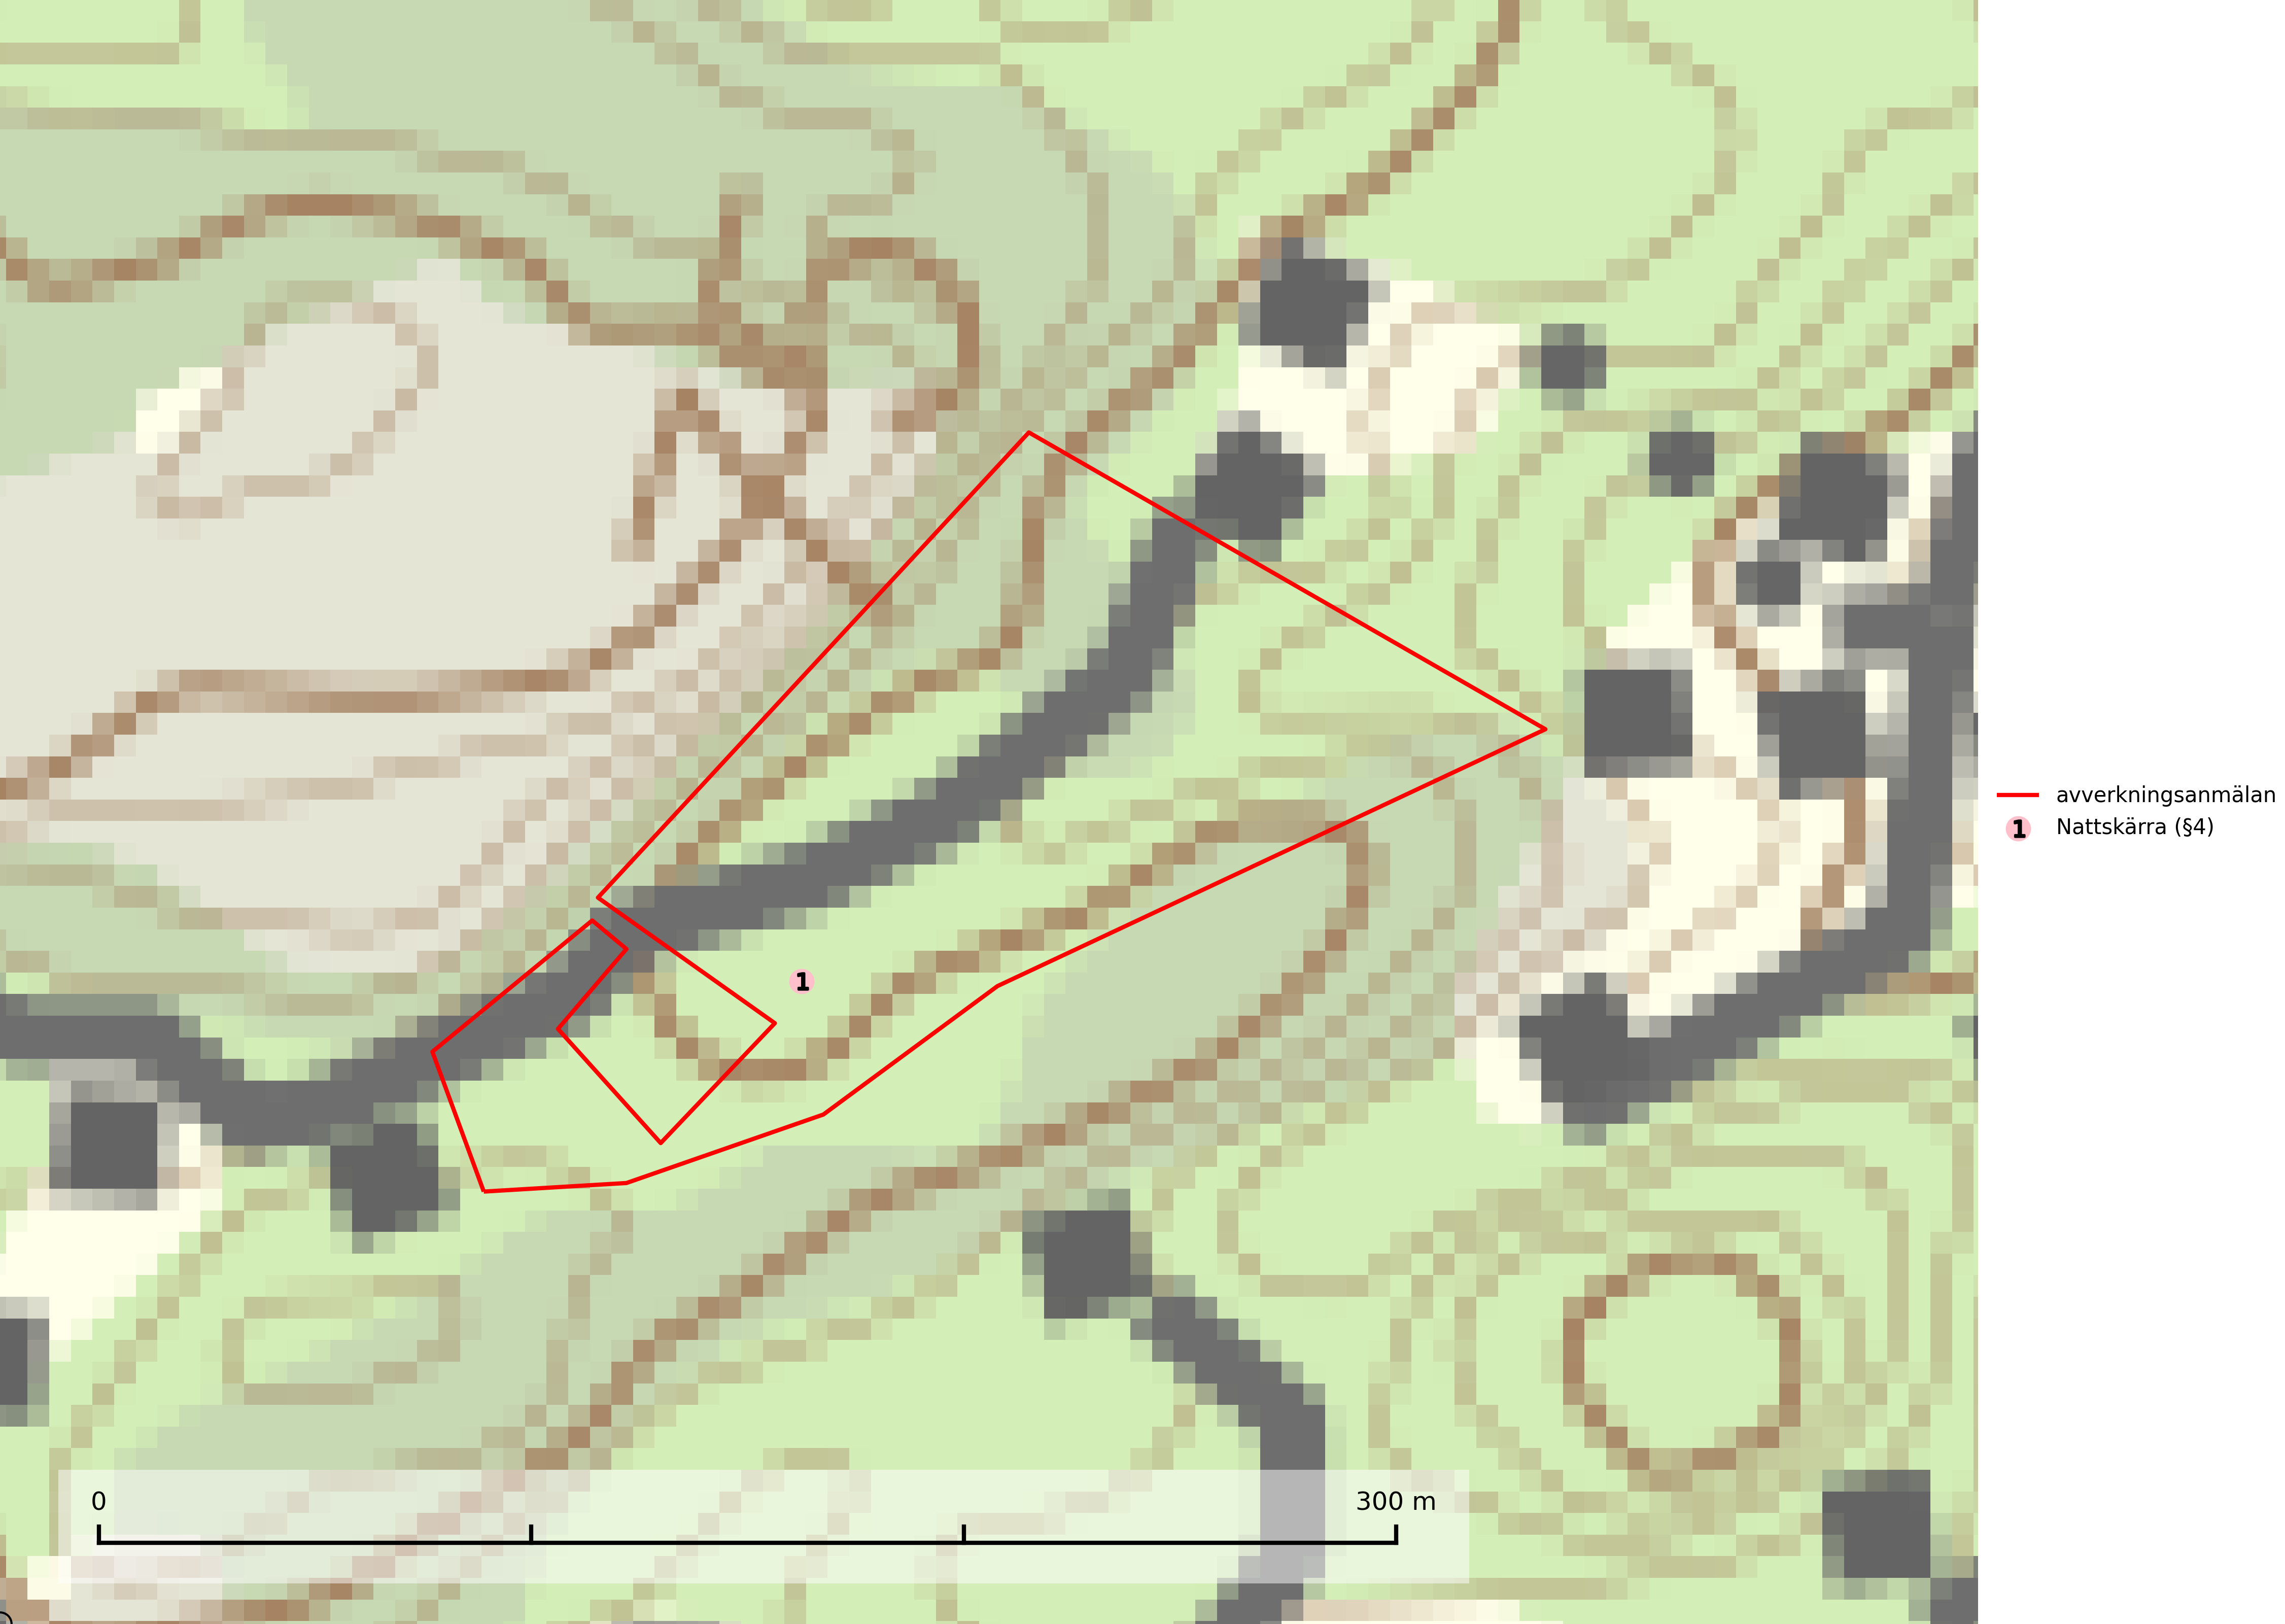 avverkningsanmälan
1 Nattskärra (§4)
1
0 300 m